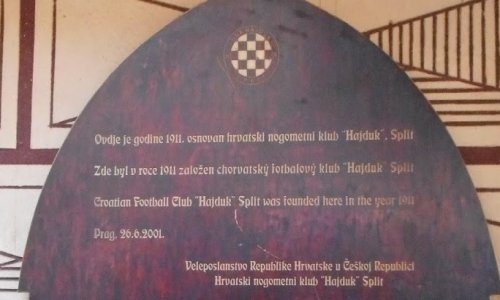 Ovdje je godine 1911. osnovan hrvatski nogometni klub "Hajduk". Split
Zde byl v roce 1911 založen chorvatský fotbalový klub "Hajduk" Split
Croatian Football Club "Hajduk" Split was founded here in the year 1911
Prag. 26.6.2001.
Veleposlanstvo Republike Hrvatske u Češkoj Republici
Hrvatski nogometni klub "Hajduk" Split